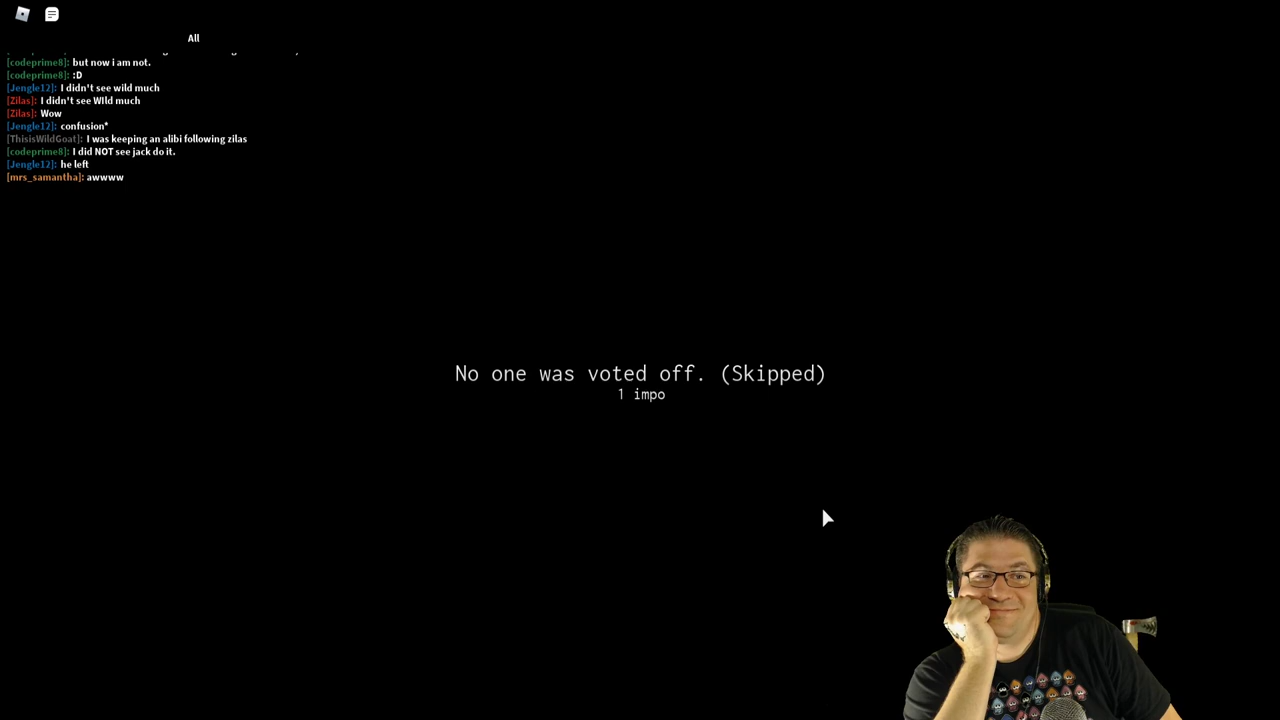 All
[codeprime8]: but now i am not.
[codeprime8]: :D
[Jengle12]: I didn't see wild much
[Zilas]: I didn't see WIld much
[Zilas]: Wow
[Jengle12]: confusion*
[ThisisWildGoat]: I was keeping an alibi following zilas
[codeprime8]: I did NOT see jack do it.
[Jengle12]: he left
[mrs_samantha]: awwww
No one was voted off. (Skipped)
1 impo